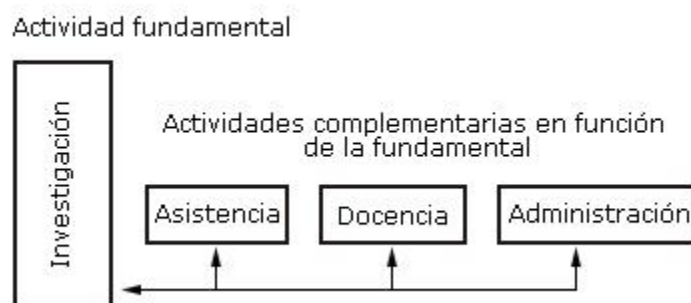 Actividad fundamental
Investigación
Actividades complementarias en función
de la fundamental
Asistencia
Docencia
Administración